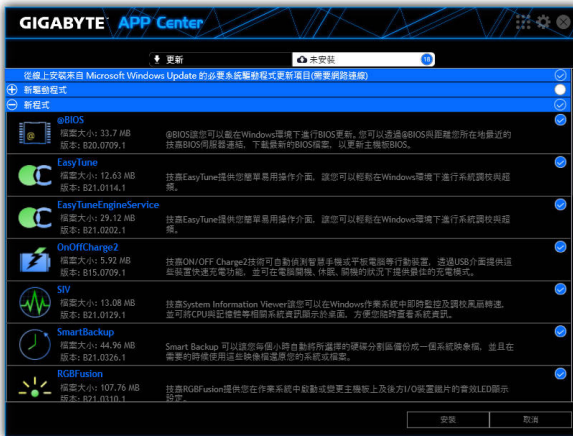 GIGABYTE™ APP Center
更新
未安裝
18
從線上安裝來自 Microsoft Windows Update 的必要系統驅動程式更新項目(需要網路連線)
新驅動程式
新程式
@BIOS
檔案大小: 33.7 MB
版本: B20.0709.1
@BIOS讓您可以載在Windows環境下進行BIOS更新。您可以透過@BIOS與距離您所在地最近的
技嘉BIOS伺服器連結，下載最新的BIOS檔案，以更新主機板BIOS。
EasyTune
檔案大小: 12.63 MB
版本: B21.0114.1
技嘉EasyTune提供您簡單易用操作介面，讓您可以輕鬆在Windows環境下進行系統調校與超
頻。
EasyTuneEngineService
檔案大小: 29.12 MB
版本: B21.0202.1
技嘉EasyTune提供您簡單易用操作介面，讓您可以輕鬆在Windows環境下進行系統調校與超
頻。
OnOffCharge2
檔案大小: 5.92 MB
版本: B15.0709.1
技嘉ON/OFF Charge2技術可自動偵測智慧手機或平板電腦等行動裝置，透過USB介面提供這
些裝置快速充電功能，並可在電腦開機、休眠、關機的狀況下提供最佳的充電模式。
SIV
檔案大小: 13.08 MB
版本: B21.0129.1
技嘉System Information Viewer讓您可以在Windows作業系統中即時監控及調校風扇轉速，
並可將CPU與記憶體等相關系統資訊顯示於桌面，方便您隨時查看系統資訊。
SmartBackup
檔案大小: 44.96 MB
版本: B21.0326.1
Smart Backup 可以讓您每個小時自動將所選擇的硬碟分割區備份成一個系統映象檔，並且在
需要的時候使用這些映像檔還原您的系統或檔案。
RGBFusion
檔案大小: 107.76 MB
版本: B21.0310.1
技嘉RGBFusion提供您在作業系統中啟動或變更主機板上及後方I/O裝置鐵片的音效LED顯示
設定。
安裝
取消